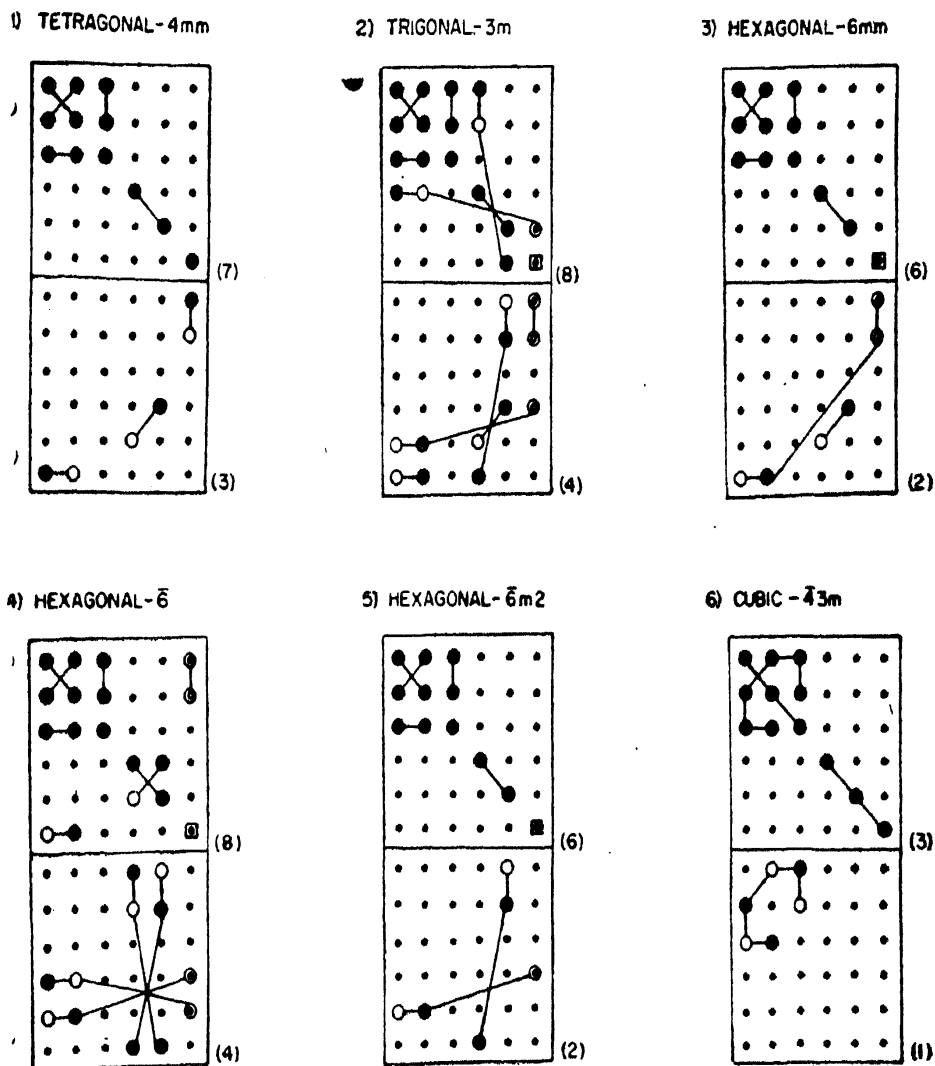 1) TETRAGONAL-4mm
2) TRIGONAL-3m
3) HEXAGONAL-6mm
(7)
(8)
(6)
(3)
(4)
(2)
4) HEXAGONAL-6̄
5) HEXAGONAL-6̄m2
6) CUBIC-4̄3m
(8)
(6)
(3)
(4)
(2)
(1)